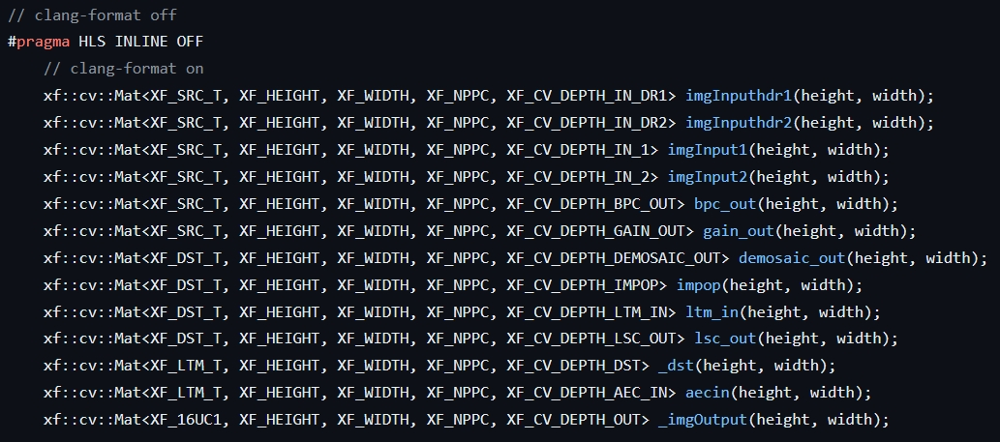 // clang-format off
#pragma HLS INLINE OFF
    // clang-format on
    xf::cv::Mat<XF_SRC_T, XF_HEIGHT, XF_WIDTH, XF_NPPC, XF_CV_DEPTH_IN_DR1> imgInputhdr1(height, width);
    xf::cv::Mat<XF_SRC_T, XF_HEIGHT, XF_WIDTH, XF_NPPC, XF_CV_DEPTH_IN_DR2> imgInputhdr2(height, width);
    xf::cv::Mat<XF_SRC_T, XF_HEIGHT, XF_WIDTH, XF_NPPC, XF_CV_DEPTH_IN_1> imgInput1(height, width);
    xf::cv::Mat<XF_SRC_T, XF_HEIGHT, XF_WIDTH, XF_NPPC, XF_CV_DEPTH_IN_2> imgInput2(height, width);
    xf::cv::Mat<XF_SRC_T, XF_HEIGHT, XF_WIDTH, XF_NPPC, XF_CV_DEPTH_BPC_OUT> bpc_out(height, width);
    xf::cv::Mat<XF_SRC_T, XF_HEIGHT, XF_WIDTH, XF_NPPC, XF_CV_DEPTH_GAIN_OUT> gain_out(height, width);
    xf::cv::Mat<XF_DST_T, XF_HEIGHT, XF_WIDTH, XF_NPPC, XF_CV_DEPTH_DEMOSAIC_OUT> demosaic_out(height, width);
    xf::cv::Mat<XF_DST_T, XF_HEIGHT, XF_WIDTH, XF_NPPC, XF_CV_DEPTH_IMPOP> impop(height, width);
    xf::cv::Mat<XF_DST_T, XF_HEIGHT, XF_WIDTH, XF_NPPC, XF_CV_DEPTH_LTM_IN> ltm_in(height, width);
    xf::cv::Mat<XF_DST_T, XF_HEIGHT, XF_WIDTH, XF_NPPC, XF_CV_DEPTH_LSC_OUT> lsc_out(height, width);
    xf::cv::Mat<XF_LTM_T, XF_HEIGHT, XF_WIDTH, XF_NPPC, XF_CV_DEPTH_DST> _dst(height, width);
    xf::cv::Mat<XF_LTM_T, XF_HEIGHT, XF_WIDTH, XF_NPPC, XF_CV_DEPTH_AEC_IN> aecin(height, width);
    xf::cv::Mat<XF_16UC1, XF_HEIGHT, XF_WIDTH, XF_NPPC, XF_CV_DEPTH_OUT> _imgOutput(height, width);